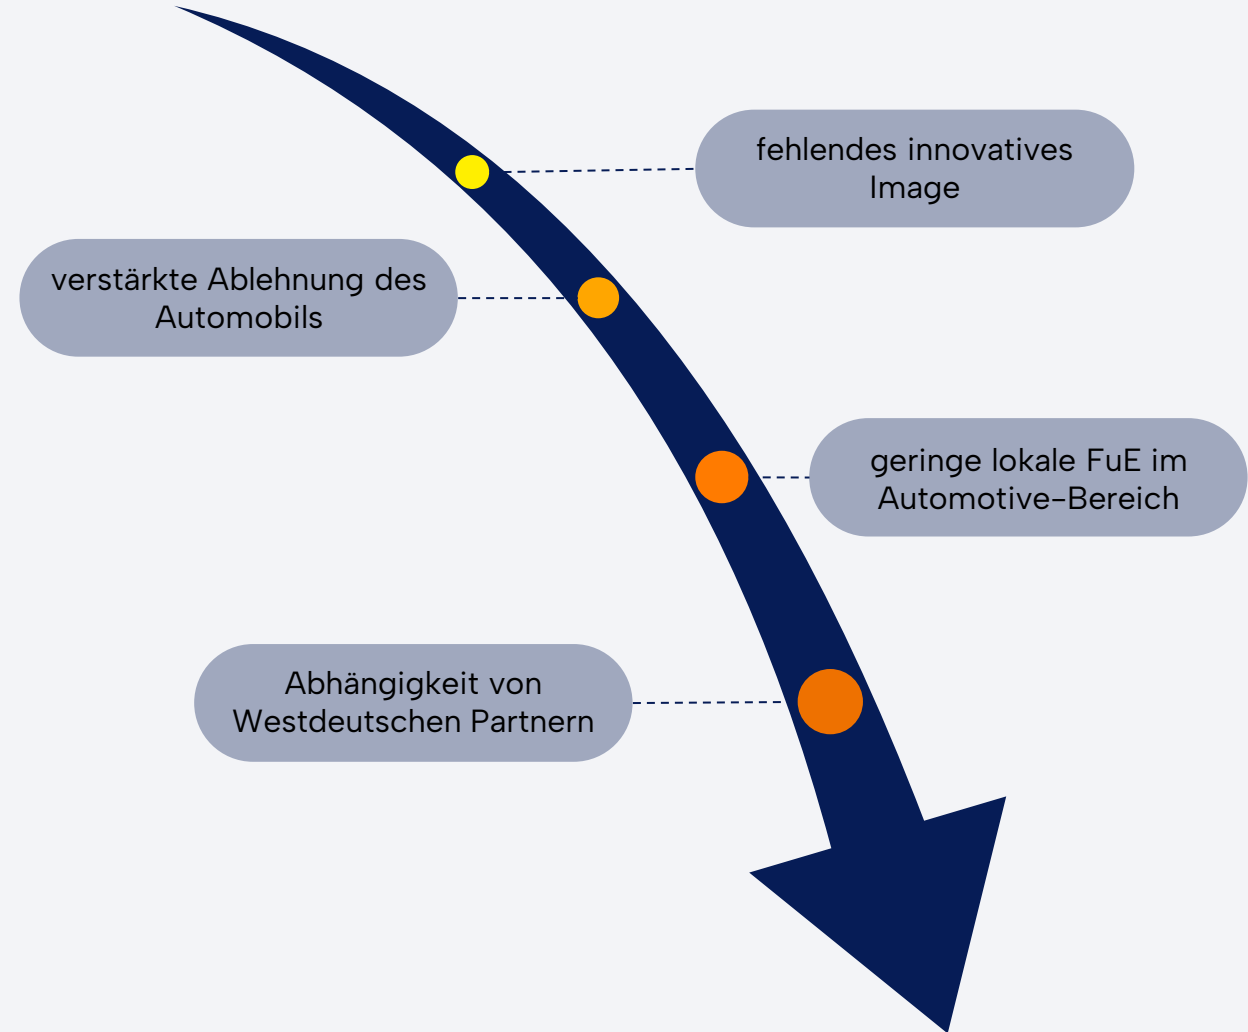 fehlendes innovatives
Image
verstärkte Ablehnung des
Automobils
geringe lokale FuE im
Automotive-Bereich
Abhängigkeit von
Westdeutschen Partnern